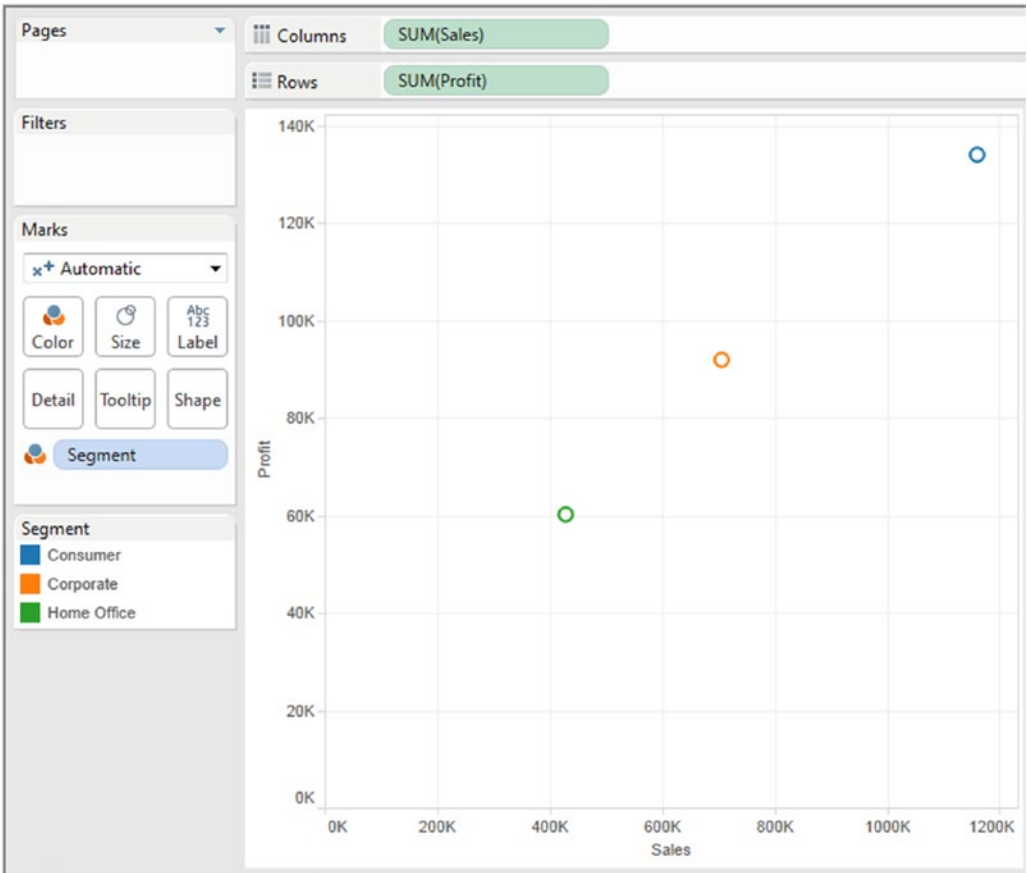 Pages
Columns SUM(Sales)
Rows SUM(Profit)
Filters
Marks
Automatic
Color Size Abc 123 Label
Detail Tooltip Shape
Segment
Segment
Consumer
Corporate
Home Office
140K
120K
100K
80K
60K
40K
20K
0K
Profit
0K 200K 400K 600K 800K 1000K 1200K
Sales